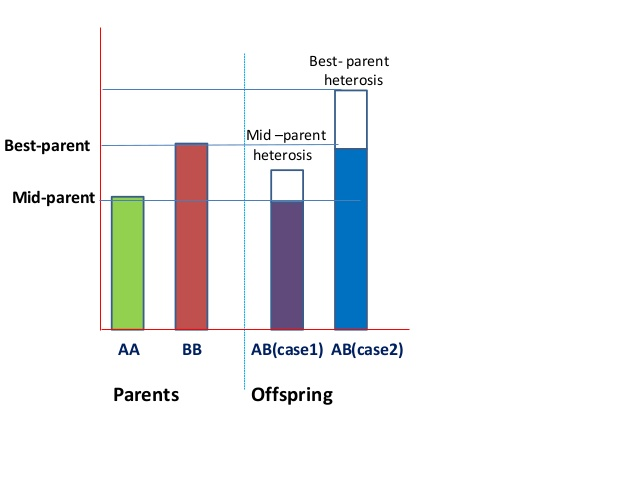 Best- parent
heterosis
Mid –parent
heterosis
Best-parent
Mid-parent
AA
BB
AB(case1)
AB(case2)
Parents
Offspring